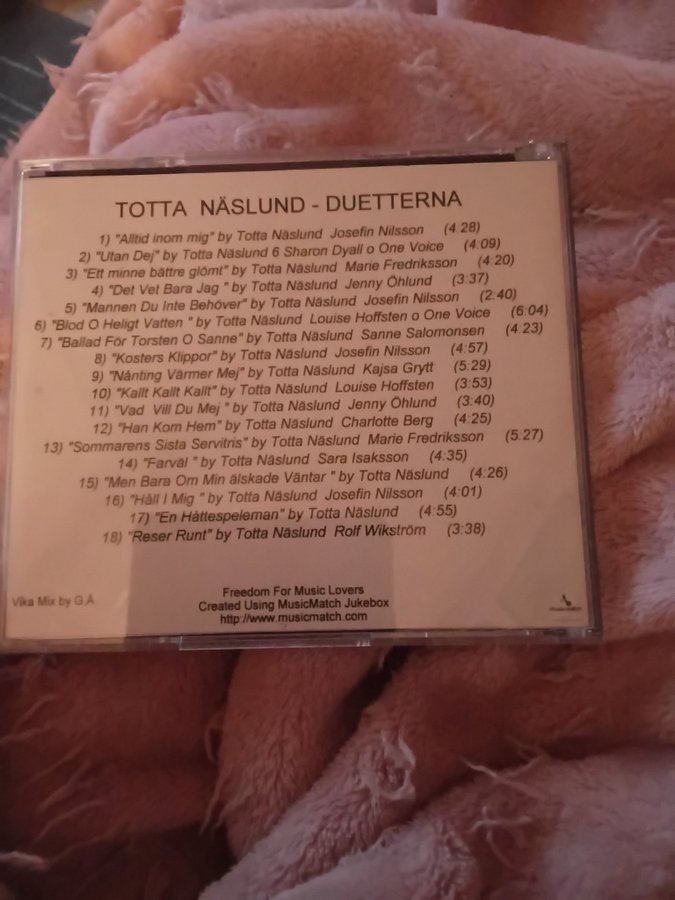 TOTTA NÄSLUND - DUETTERNA
1) "Alltid inom mig" by Totta Näslund Josefin Nilsson (4:28)
2) "Utan Dej" by Totta Näslund 6 Sharon Dyall o One Voice (4:09)
3) "Ett minne bättre glömt" by Totta Näslund Marie Fredriksson (4:20)
4) "Det Vet Bara Jag " by Totta Näslund Jenny Öhlund (3:37)
5) "Mannen Du Inte Behöver" by Totta Näslund Josefin Nilsson (2:40)
6) "Blod O Heligt Vatten " by Totta Näslund Louise Hoffsten o One Voice (6:04)
7) "Ballad För Torsten O Sanne" by Totta Näslund Sanne Salomonsen (4:23)
8) "Kosters Klippor" by Totta Näslund Josefin Nilsson (4:57)
9) "Nånting Värmer Mej" by Totta Näslund Kajsa Grytt (5:29)
10) "Kallt Kallt Kallt" by Totta Näslund Louise Hoffsten (3:53)
11) "Vad Vill Du Mej " by Totta Näslund Jenny Öhlund (3:40)
12) "Han Kom Hem" by Totta Näslund Charlotte Berg (4:25)
13) "Sommarens Sista Servitris" by Totta Näslund Marie Fredriksson (5:27)
14) "Farväl " by Totta Näslund Sara Isaksson (4:35)
15) "Men Bara Om Min älskade Väntar " by Totta Näslund (4:26)
16) "Håll I Mig " by Totta Näslund Josefin Nilsson (4:01)
17) "En Håttespeleman" by Totta Näslund (4:55)
18) "Reser Runt" by Totta Näslund Rolf Wikström (3:38)
Vika Mix by G.A
Freedom For Music Lovers
Created Using MusicMatch Jukebox
http://www.musicmatch.com